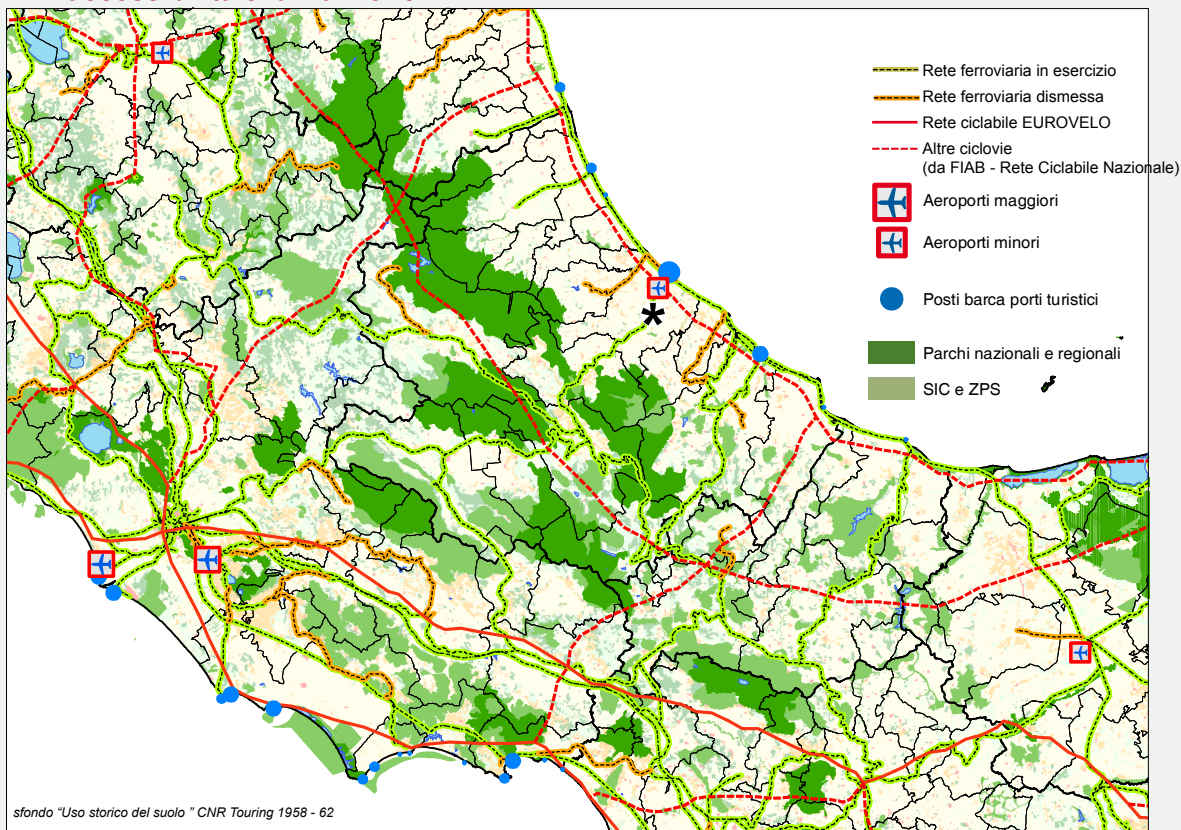 Rete ferroviaria in esercizio
Rete ferroviaria dismessa
Rete ciclabile EUROVELO
Altre ciclovie
(da FIAB - Rete Ciclabile Nazionale)
Aeroporti maggiori
Aeroporti minori
Posti barca porti turistici
Parchi nazionali e regionali
SIC e ZPS
*
sfondo "Uso storico del suolo " CNR Touring 1958 - 62